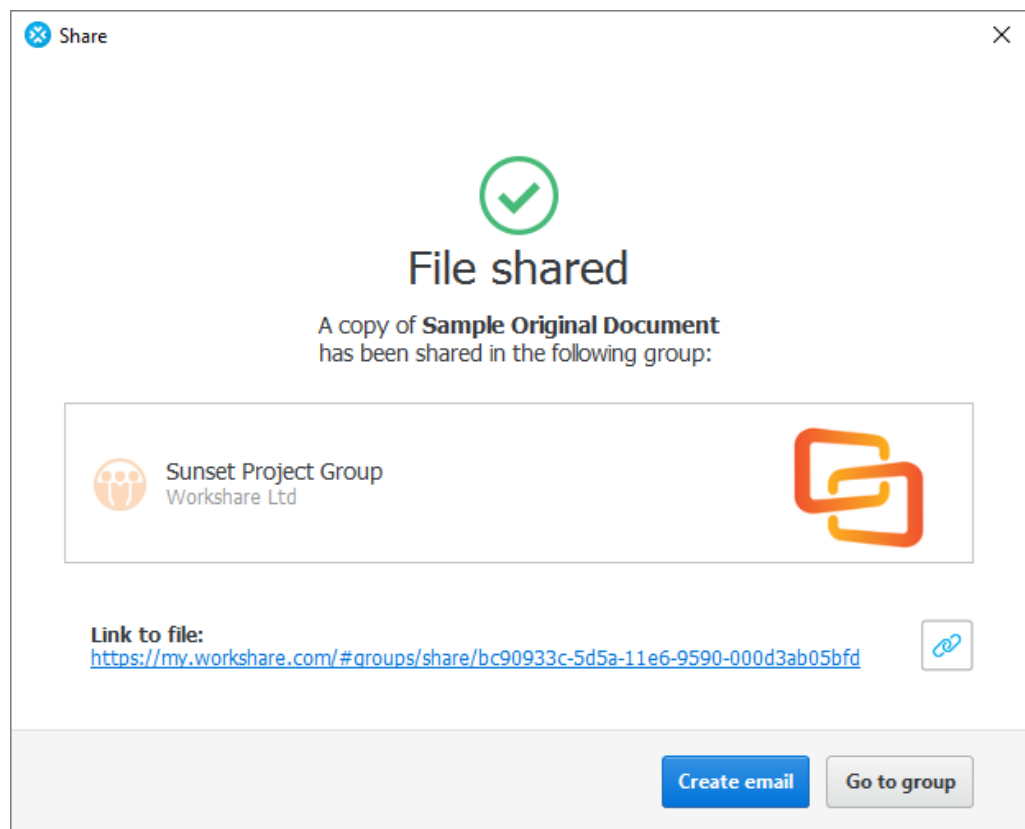 Share
File shared
A copy of Sample Original Document
has been shared in the following group:
Sunset Project Group
Workshare Ltd
Link to file:
https://my.workshare.com/#groups/share/bc90933c-5d5a-11e6-9590-000d3ab05bfd
Create email
Go to group